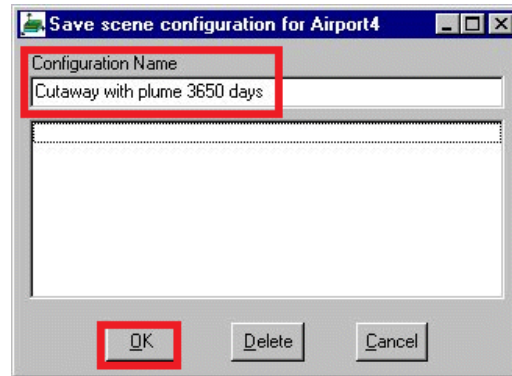 Save scene configuration for Airport4
Configuration Name
Cutaway with plume 3650 days
OK
Delete
Cancel